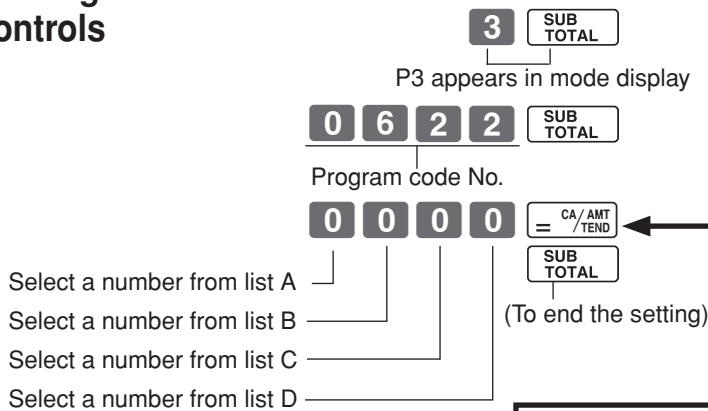 ontrols
3 SUB TOTAL
P3 appears in mode display
0 6 2 2 SUB TOTAL
Program code No.
0 0 0 0 = CA/AMT/TEND
SUB TOTAL
(To end the setting)
Select a number from list A
Select a number from list B
Select a number from list C
Select a number from list D